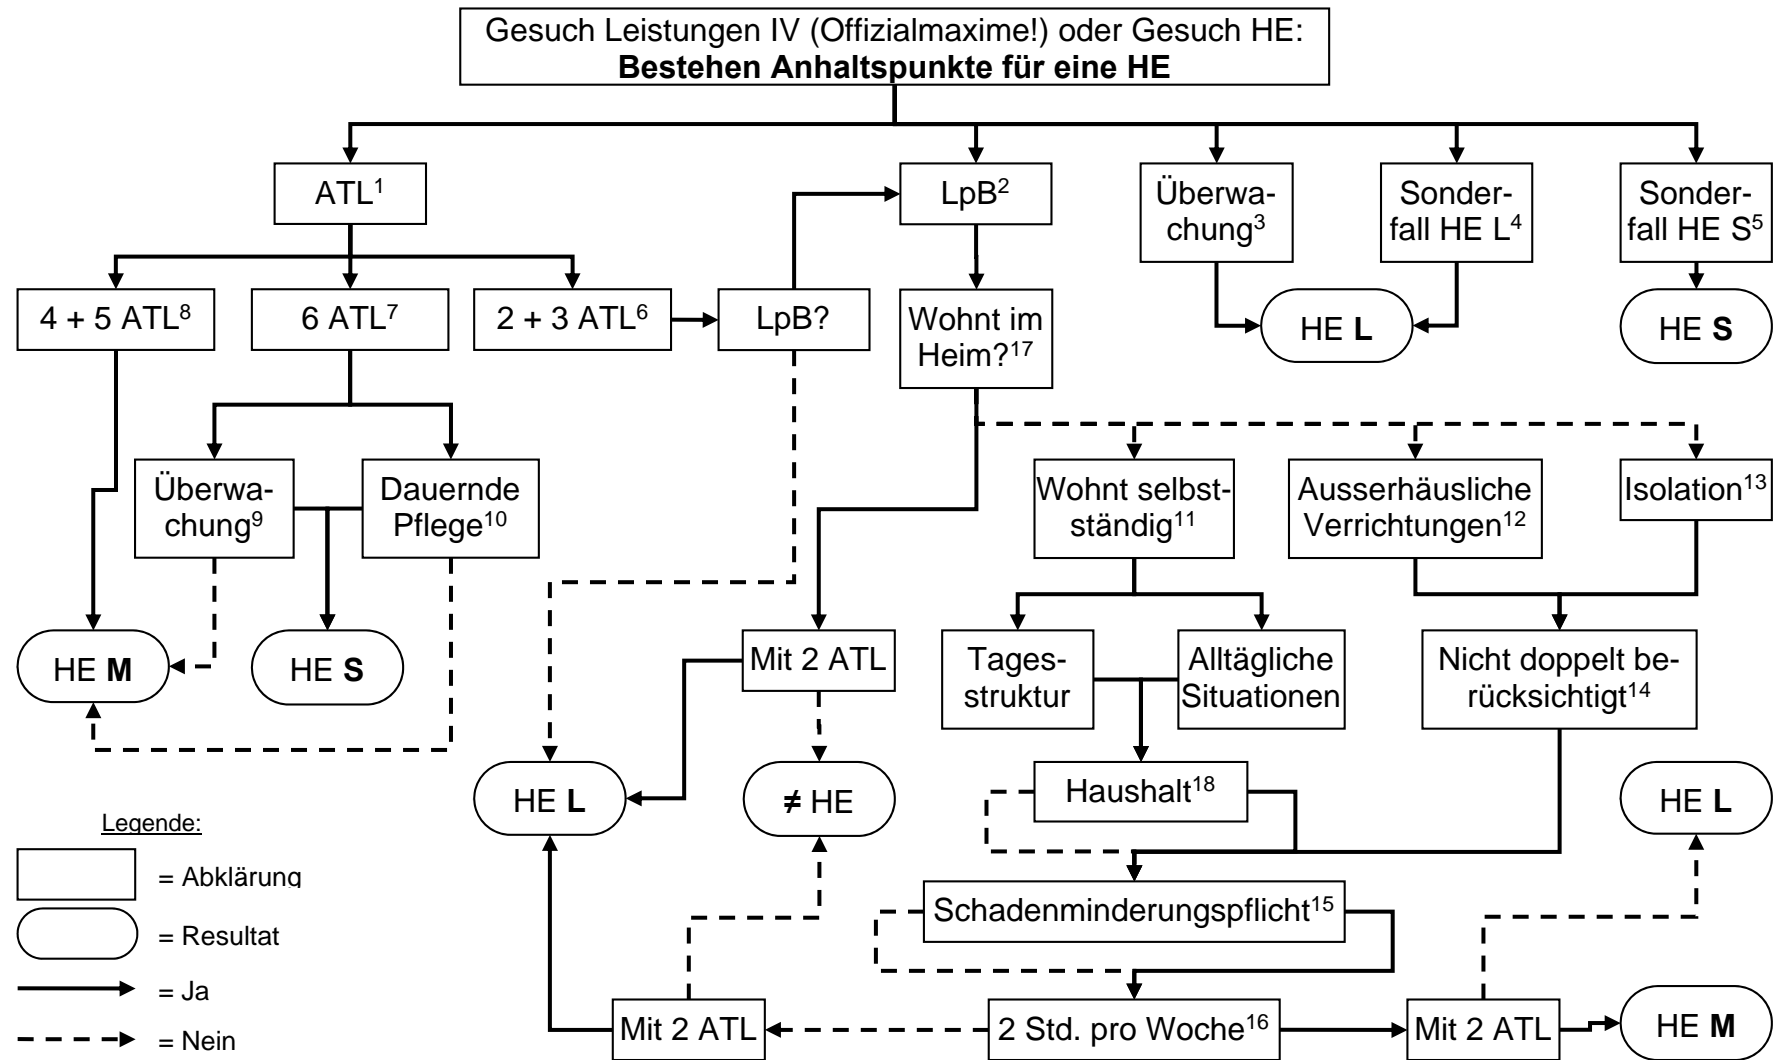 Gesuch Leistungen IV (Offizialmaxime!) oder Gesuch HE:
Bestehen Anhaltspunkte für eine HE
ATL¹
LpB²
Überwa-
chung³
Sonder-
fall HE L⁴
Sonder-
fall HE S⁵
4 + 5 ATL⁸
6 ATL⁷
2 + 3 ATL⁶
LpB?
Wohnt im
Heim?¹⁷
HE L
HE S
Überwa-
chung⁹
Dauernde
Pflege¹⁰
Wohnt selbst-
ständig¹¹
Ausserhäusliche
Verrichtungen¹²
Isolation¹³
HE M
HE S
Mit 2 ATL
Tages-
struktur
Alltägliche
Situationen
Nicht doppelt be-
rücksichtigt¹⁴
HE L
≠ HE
Haushalt¹⁸
HE L
Legende:
= Abklärung
= Resultat
= Ja
= Nein
Schadenminderungspflicht¹⁵
Mit 2 ATL
2 Std. pro Woche¹⁶
Mit 2 ATL
HE M